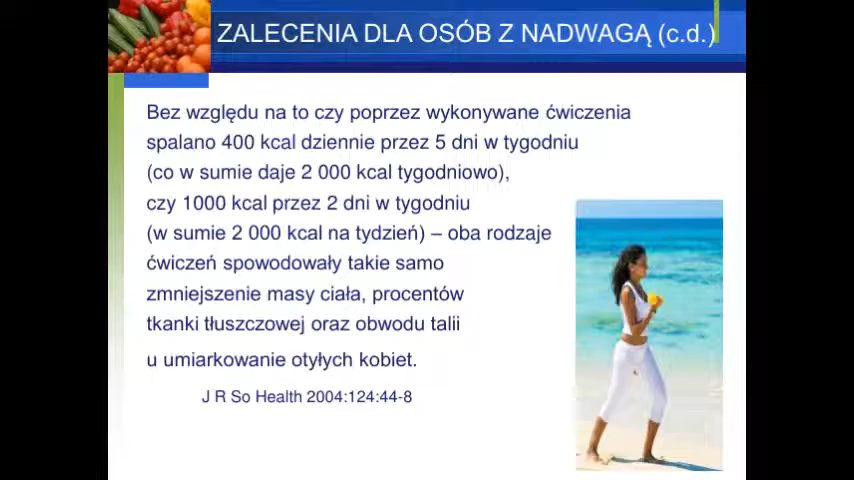 ZALECENIA DLA OSÓB Z NADWAGĄ (c.d.)
Bez względu na to czy poprzez wykonywane ćwiczenia
spalano 400 kcal dziennie przez 5 dni w tygodniu
(co w sumie daje 2 000 kcal tygodniowo),
czy 1000 kcal przez 2 dni w tygodniu
(w sumie 2 000 kcal na tydzień) – oba rodzaje
ćwiczeń spowodowały takie samo
zmniejszenie masy ciała, procentów
tkanki tłuszczowej oraz obwodu talii
u umiarkowanie otyłych kobiet.
J R So Health 2004:124:44-8